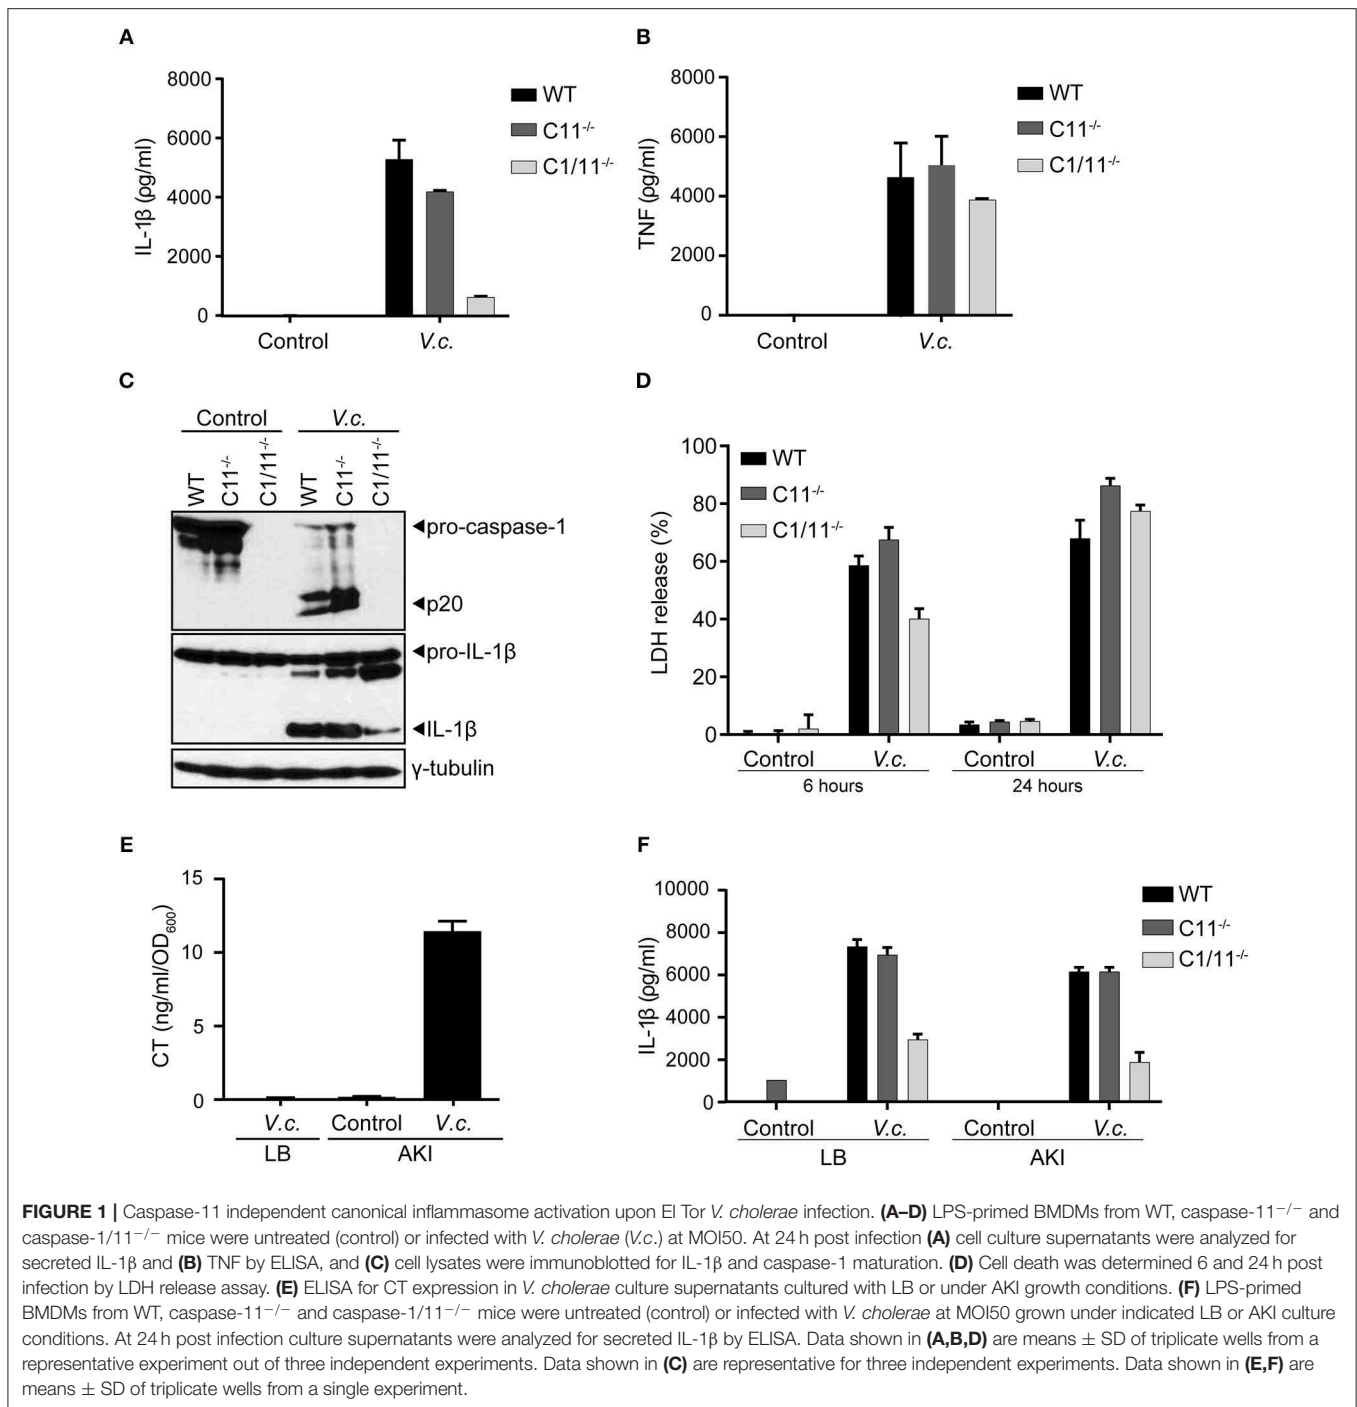 A
8000
6000
4000
2000
0
IL-1β (ρg/ml)
WT
C11-/-
C1/11-/-
Control
V.c.
B
8000
6000
4000
2000
0
TNF (ρg/ml)
WT
C11-/-
C1/11-/-
Control
V.c.
C
Control
V.c.
WT
C11-/-
C1/11-/-
WT
C11-/-
C1/11-/-
◀pro-caspase-1
◀p20
◀pro-IL-1β
◀IL-1β
γ-tubulin
D
100
80
60
40
20
0
LDH release (%)
WT
C11-/-
C1/11-/-
Control
V.c.
Control
V.c.
6 hours
24 hours
E
15
10
5
0
CT (ng/ml/OD600)
V.c.
Control
V.c.
LB
AKI
F
10000
8000
6000
4000
2000
0
IL-1β (ρg/ml)
WT
C11-/-
C1/11-/-
Control
V.c.
Control
V.c.
LB
AKI
FIGURE 1 | Caspase-11 independent canonical inflammasome activation upon El Tor V. cholerae infection. (A–D) LPS-primed BMDMs from WT, caspase-11−/− and
caspase-1/11−/− mice were untreated (control) or infected with V. cholerae (V.c.) at MOI50. At 24 h post infection (A) cell culture supernatants were analyzed for
secreted IL-1β and (B) TNF by ELISA, and (C) cell lysates were immunoblotted for IL-1β and caspase-1 maturation. (D) Cell death was determined 6 and 24 h post
infection by LDH release assay. (E) ELISA for CT expression in V. cholerae culture supernatants cultured with LB or under AKI growth conditions. (F) LPS-primed
BMDMs from WT, caspase-11−/− and caspase-1/11−/− mice were untreated (control) or infected with V. cholerae at MOI50 grown under indicated LB or AKI culture
conditions. At 24 h post infection culture supernatants were analyzed for secreted IL-1β by ELISA. Data shown in (A,B,D) are means ± SD of triplicate wells from a
representative experiment out of three independent experiments. Data shown in (C) are representative for three independent experiments. Data shown in (E,F) are
means ± SD of triplicate wells from a single experiment.